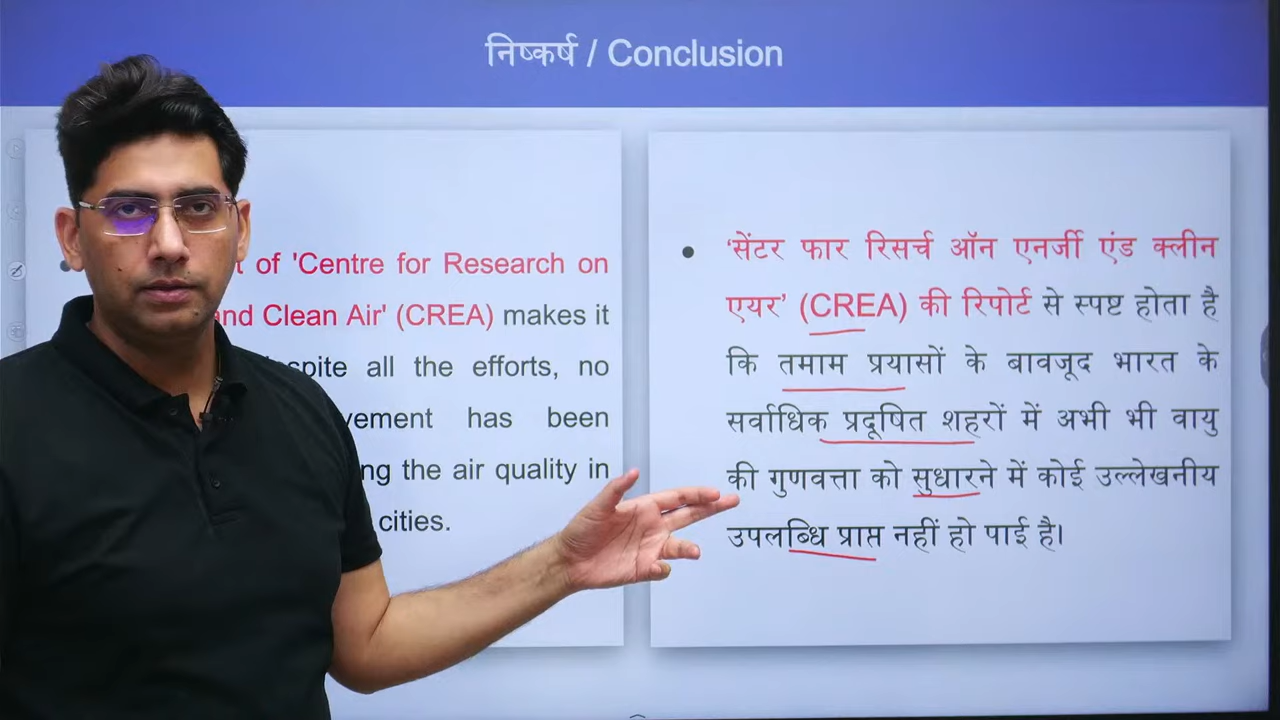 निष्कर्ष / Conclusion
t of 'Centre for Research on
and Clean Air' (CREA) makes it
spite all the efforts, no
vement has been
ng the air quality in
cities.
'सेंटर फार रिसर्च ऑन एनर्जी एंड क्लीन
एयर' (CREA) की रिपोर्ट से स्पष्ट होता है
कि तमाम प्रयासों के बावजूद भारत के
सर्वाधिक प्रदूषित शहरों में अभी भी वायु
की गुणवत्ता को सुधारने में कोई उल्लेखनीय
उपलब्धि प्राप्त नहीं हो पाई है।